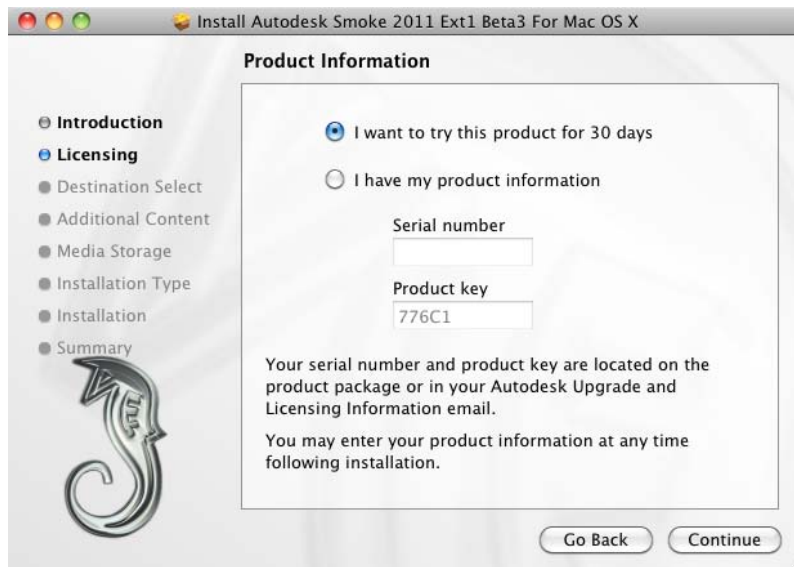 Install Autodesk Smoke 2011 Ext1 Beta3 For Mac OS X
Product Information
Introduction
Licensing
Destination Select
Additional Content
Media Storage
Installation Type
Installation
Summary
I want to try this product for 30 days
I have my product information
Serial number
Product key
776C1
Your serial number and product key are located on the
product package or in your Autodesk Upgrade and
Licensing Information email.
You may enter your product information at any time
following installation.
Go Back
Continue